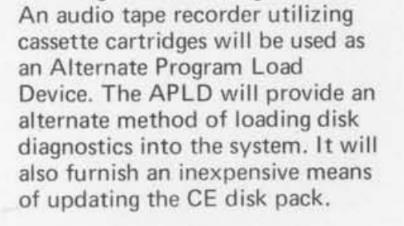 An audio tape recorder utilizing
cassette cartridges will be used as
an Alternate Program Load
Device. The APLD will provide an
alternate method of loading disk
diagnostics into the system. It will
also furnish an inexpensive means
of updating the CE disk pack.